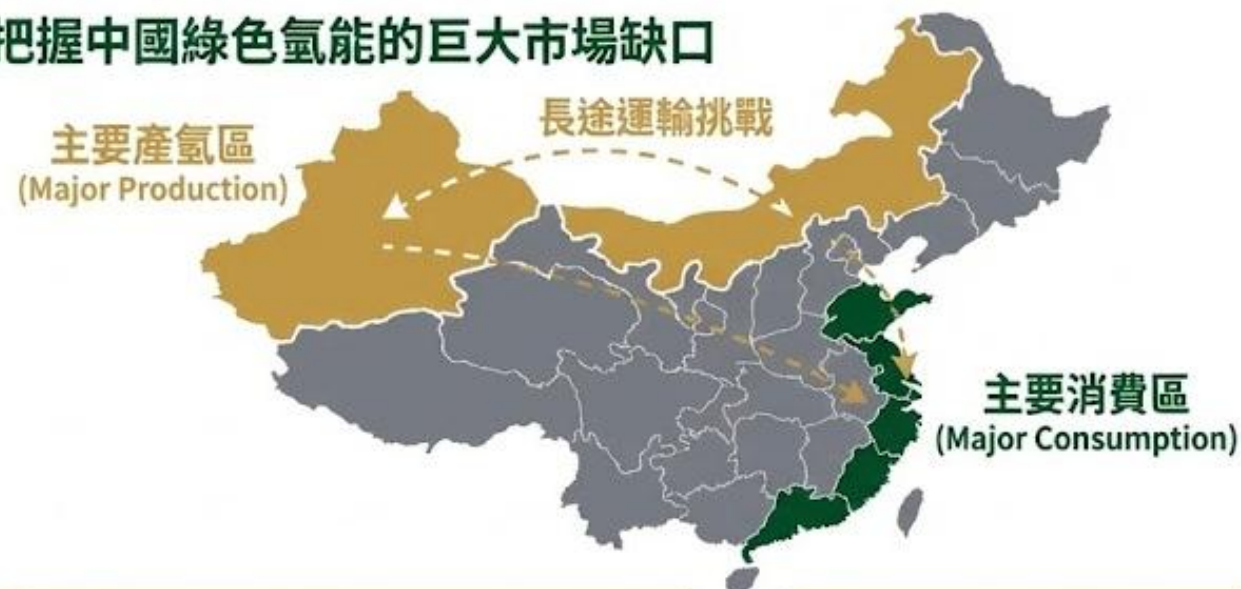 把握中國綠色氫能的巨大市場缺口
長途運輸挑戰
主要產氫區
(Major Production)
主要消費區
(Major Consumption)